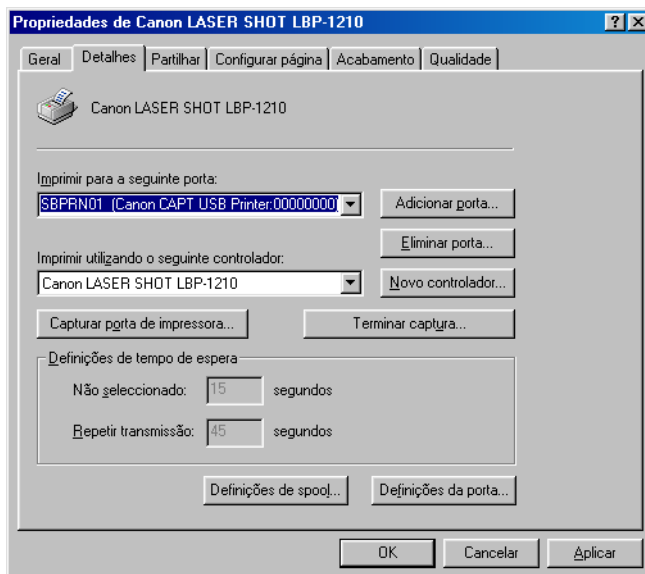 Propriedades de Canon LASER SHOT LBP-1210
Geral Detalhes Partilhar Configurar página Acabamento Qualidade
Canon LASER SHOT LBP-1210
Imprimir para a seguinte porta:
SBPRN01 (Canon CAPT USB Printer:00000000)
Adicionar porta...
Eliminar porta...
Imprimir utilizando o seguinte controlador:
Canon LASER SHOT LBP-1210
Novo controlador...
Capturar porta de impressora... Terminar captura...
Definições de tempo de espera
Não seleccionado: 15 segundos
Repetir transmissão: 45 segundos
Definições de spool... Definições da porta...
OK Cancelar Aplicar